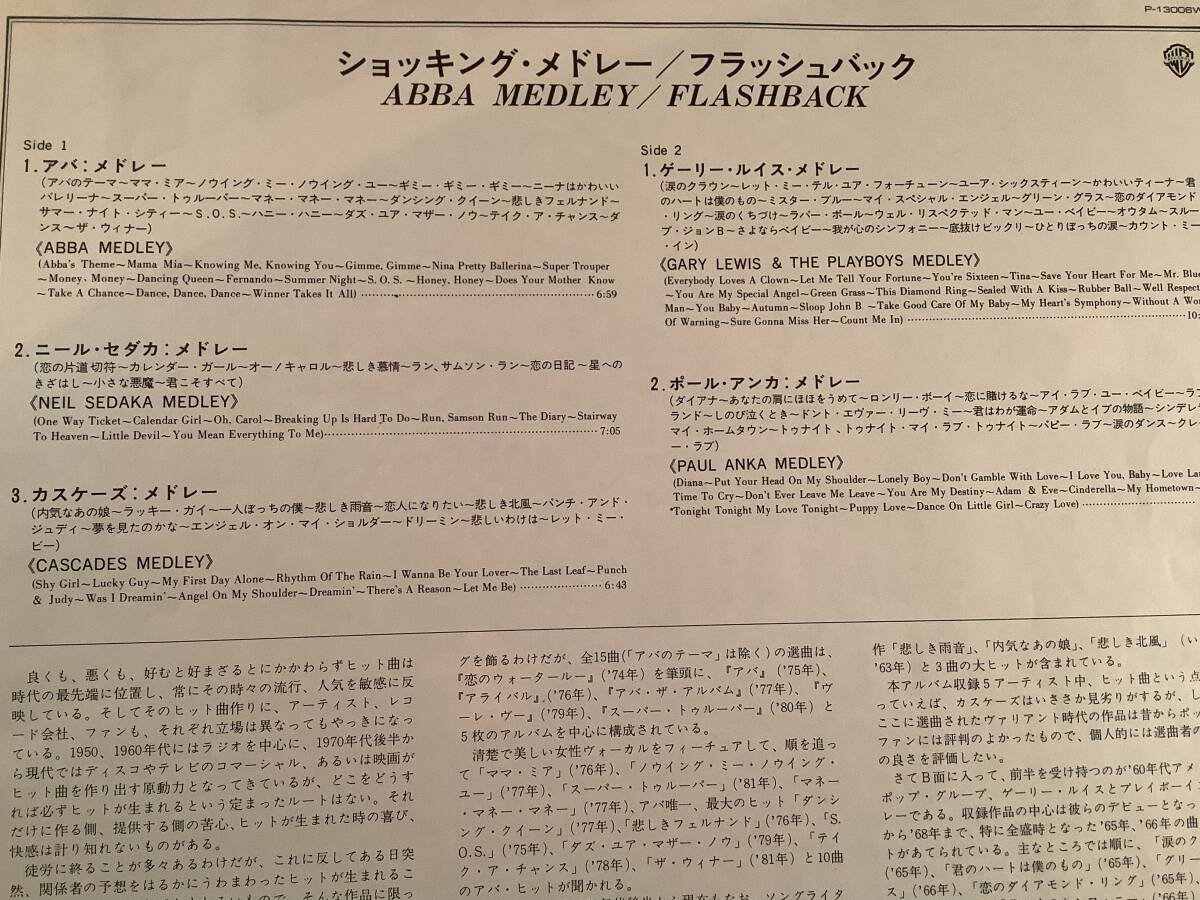 P-13006W
ショッキング・メドレー／フラッシュバック
ABBA MEDLEY/FLASHBACK
Side 1
1.アバ：メドレー
(アバのテーマ〜ママ・ミア〜ノウイング・ミー・ノウイング・ユー〜ギミー・ギミー・ギミー〜ニーナはかわいい
バレリーナ〜スーパー・トゥルーパー〜マネー・マネー・マネー〜ダンシング・クイーン〜悲しきフェルナンド〜
サマー・ナイト・シティー〜S.O.S.〜ハニー・ハニー〜ダズ・ユア・マザー・ノウ〜テイク・ア・チャンス〜ダ
ンス〜ザ・ウィナー)
《ABBA MEDLEY》
(Abba's Theme〜Mama Mia〜Knowing Me, Knowing You〜Gimme, Gimme〜Nina Pretty Ballerina〜Super Trouper
〜Money, Money〜Dancing Queen〜Fernando〜Summer Night〜S. O. S.〜Honey, Honey〜Does Your Mother Know
〜Take A Chance〜Dance, Dance, Dance〜Winner Takes It All) ……………………………………6:59
2.ニール・セダカ：メドレー
(恋の片道切符〜カレンダー・ガール〜オー！キャロル〜悲しき慕情〜ラン、サムソン・ラン〜恋の日記〜星への
きざはし〜小さな悪魔〜君こそすべて)
《NEIL SEDAKA MEDLEY》
(One Way Ticket〜Calendar Girl〜Oh, Carol〜Breaking Up Is Hard To Do〜Run, Samson Run〜The Diary〜Stairway
To Heaven〜Little Devil〜You Mean Everything To Me)……………………………………7:05
3.カスケーズ：メドレー
(内気なあの娘〜ラッキー・ガイ〜一人ぼっちの僕〜悲しき雨音〜恋人になりたい〜悲しき北風〜パンチ・アンド・
ジュディ〜夢を見たのかな〜エンジェル・オン・マイ・ショルダー〜ドリーミン〜悲しいわけは〜レット・ミー・
ビー)
《CASCADES MEDLEY》
(Shy Girl〜Lucky Guy〜My First Day Alone〜Rhythm Of The Rain〜I Wanna Be Your Lover〜The Last Leaf〜Punch
& Judy〜Was I Dreamin'〜Angel On My Shoulder〜Dreamin'〜There's A Reason〜Let Me Be) …………………6:43
Side 2
1.ゲーリー・ルイス・メドレー
(涙のクラウン〜レット・ミー・テル・ユア・フォーチューン〜ユーア・シックスティーン〜かわいいティーナ〜君
のハートは僕のもの〜ミスター・ブルー〜マイ・スペシャル・エンジェル〜グリーン・グラス〜恋のダイアモンド
・リング〜涙のくちづけ〜ラバー・ボール〜ウェル・リスペクテッド・マン〜ユー・ベイビー〜オウタム〜スルー
プ・ジョンB〜さよならベイビー〜我が心のシンフォニー〜底抜けビックリ〜ひとりぼっちの涙〜カウント・ミー
・イン)
《GARY LEWIS & THE PLAYBOYS MEDLEY》
(Everybody Loves A Clown〜Let Me Tell Your Fortune〜You're Sixteen〜Tina〜Save Your Heart For Me〜Mr. Blue
〜You Are My Special Angel〜Green Grass〜This Diamond Ring〜Sealed With A Kiss〜Rubber Ball〜Well Respect
Man〜You Baby〜Autumn〜Sloop John B 〜Take Good Care Of My Baby〜My Heart's Symphony〜Without A Wo
Of Warning〜Sure Gonna Miss Her〜Count Me In) ……………………………………10:
2.ポール・アンカ：メドレー
(ダイアナ〜あなたの肩にほほをうめて〜ロンリー・ボーイ〜恋に賭けるな〜アイ・ラブ・ユー・ベイビー〜ラブ
ランド〜しのび泣くとき〜ドント・エヴァー・リーヴ・ミー〜君はわが運命〜アダムとイブの物語〜シンデレ
マイ・ホームタウン〜トゥナイト、トゥナイト・マイ・ラブ・トゥナイト〜パピー・ラブ〜涙のダンス〜クレ
ー・ラブ)
《PAUL ANKA MEDLEY》
(Diana〜Put Your Head On My Shoulder〜Lonely Boy〜Don't Gamble With Love〜I Love You, Baby〜Love La
Time To Cry〜Don't Ever Leave Me Leave〜You Are My Destiny〜Adam & Eve〜Cinderella〜My Hometown〜
Tonight Tonight My Love Tonight〜Puppy Love〜Dance On Little Girl〜Crazy Love) …………………
良くも、悪くも、好むと好まざるとにかかわらずヒット曲は
時代の最先端に位置し、常にその時々の流行、人気を敏感に反
映している。そしてそのヒット曲作りに、アーティスト、レコ
ード会社、ファンも、それぞれ立場は異なってもやっきになっ
ている。1950、1960年代にはラジオを中心に、1970年代後半か
ら現代ではディスコやテレビのコマーシャル、あるいは映画が
ヒット曲を作り出す原動力となってきているが、どこをどうす
れば必ずヒットが生まれるという定まったルートはない。それ
だけに作る側、提供する側の苦心、ヒットが生まれた時の喜び、
快感は計り知れないものがある。
徒労に終ることが多々あるわけだが、これに反してある日突
然、関係者の予想をはるかにうわまわったヒットが生まれるこ
グを飾るわけだが、全15曲(「アバのテーマ」は除く)の選曲は、
『恋のウォータールー』('74年)を筆頭に、『アバ』('75年)、
『アライバル』('76年)、『アバ・ザ・アルバム』('77年)、『ヴ
ーレ・ヴー』('79年)、『スーパー・トゥルーパー』('80年)と
5枚のアルバムを中心に構成されている。
清楚で美しい女性ヴォーカルをフィーチュアして、順を追っ
て「ママ・ミア」('76年)、「ノウイング・ミー・ノウイング・
ユー」('77年)、「スーパー・トゥルーパー」('81年)、「マネー
・マネー・マネー」('77年)、アバ唯一、最大のヒット「ダンシ
ング・クイーン」('77年)、「悲しきフェルナンド」('76年)、「S.
O.S.」('75年)、「ダズ・ユア・マザー・ノウ」('79年)、「テイ
ク・ア・チャンス」('78年)、「ザ・ウィナー」('81年)と10曲
のアバ・ヒットが聞かれる。
作「悲しき雨音」、「内気なあの娘」、「悲しき北風」(い
'63年)と3曲の大ヒットが含まれている。
本アルバム収録5アーティスト中、ヒット曲という点
っていえば、カスケーズはいささか見劣りがするが、し
ここに選曲されたヴァリアント時代の作品は昔からポッ
ファンには評判のよかったもので、個人的には選曲者の
の良さを評価したい。
さてB面に入って、前半を受け持つのが'60年代アメ
ポップ・グループ、ゲーリー・ルイスとプレイボーイ
レーである。収録作品の中心は彼らのデビューとなっ
から'68年まで、特に全盛時となった'65年、'66年の曲
トがあてられている。主なところでは順に、「涙のク
('65年)、「君のハートは僕のもの」('65年)、「グリー
ス」('66年)、「恋のダイアモンド・リング」('65年)、